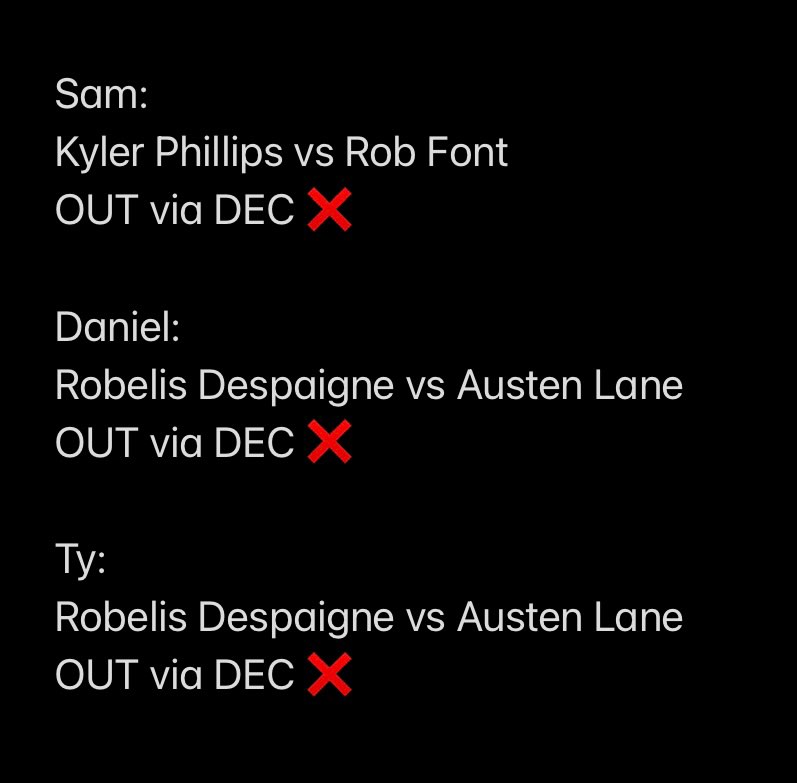 Sam:
Kyler Phillips vs Rob Font
OUT via DEC ❌
Daniel:
Robelis Despaigne vs Austen Lane
OUT via DEC ❌
Ty:
Robelis Despaigne vs Austen Lane
OUT via DEC ❌